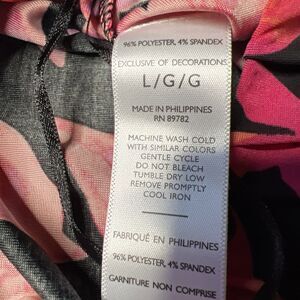 96% POLYESTER, 4% SPANDEX
EXCLUSIVE OF DECORATIONS
L/G/G
MADE IN PHILIPPINES
RN 89782
MACHINE WASH COLD
WITH SIMILAR COLORS
GENTLE CYCLE
DO NOT BLEACH
TUMBLE DRY LOW
REMOVE PROMPTLY
COOL IRON
FABRIQUÉ EN PHILIPPINES
96% POLYESTER, 4% SPANDEX
GARNITURE NON COMPRISE